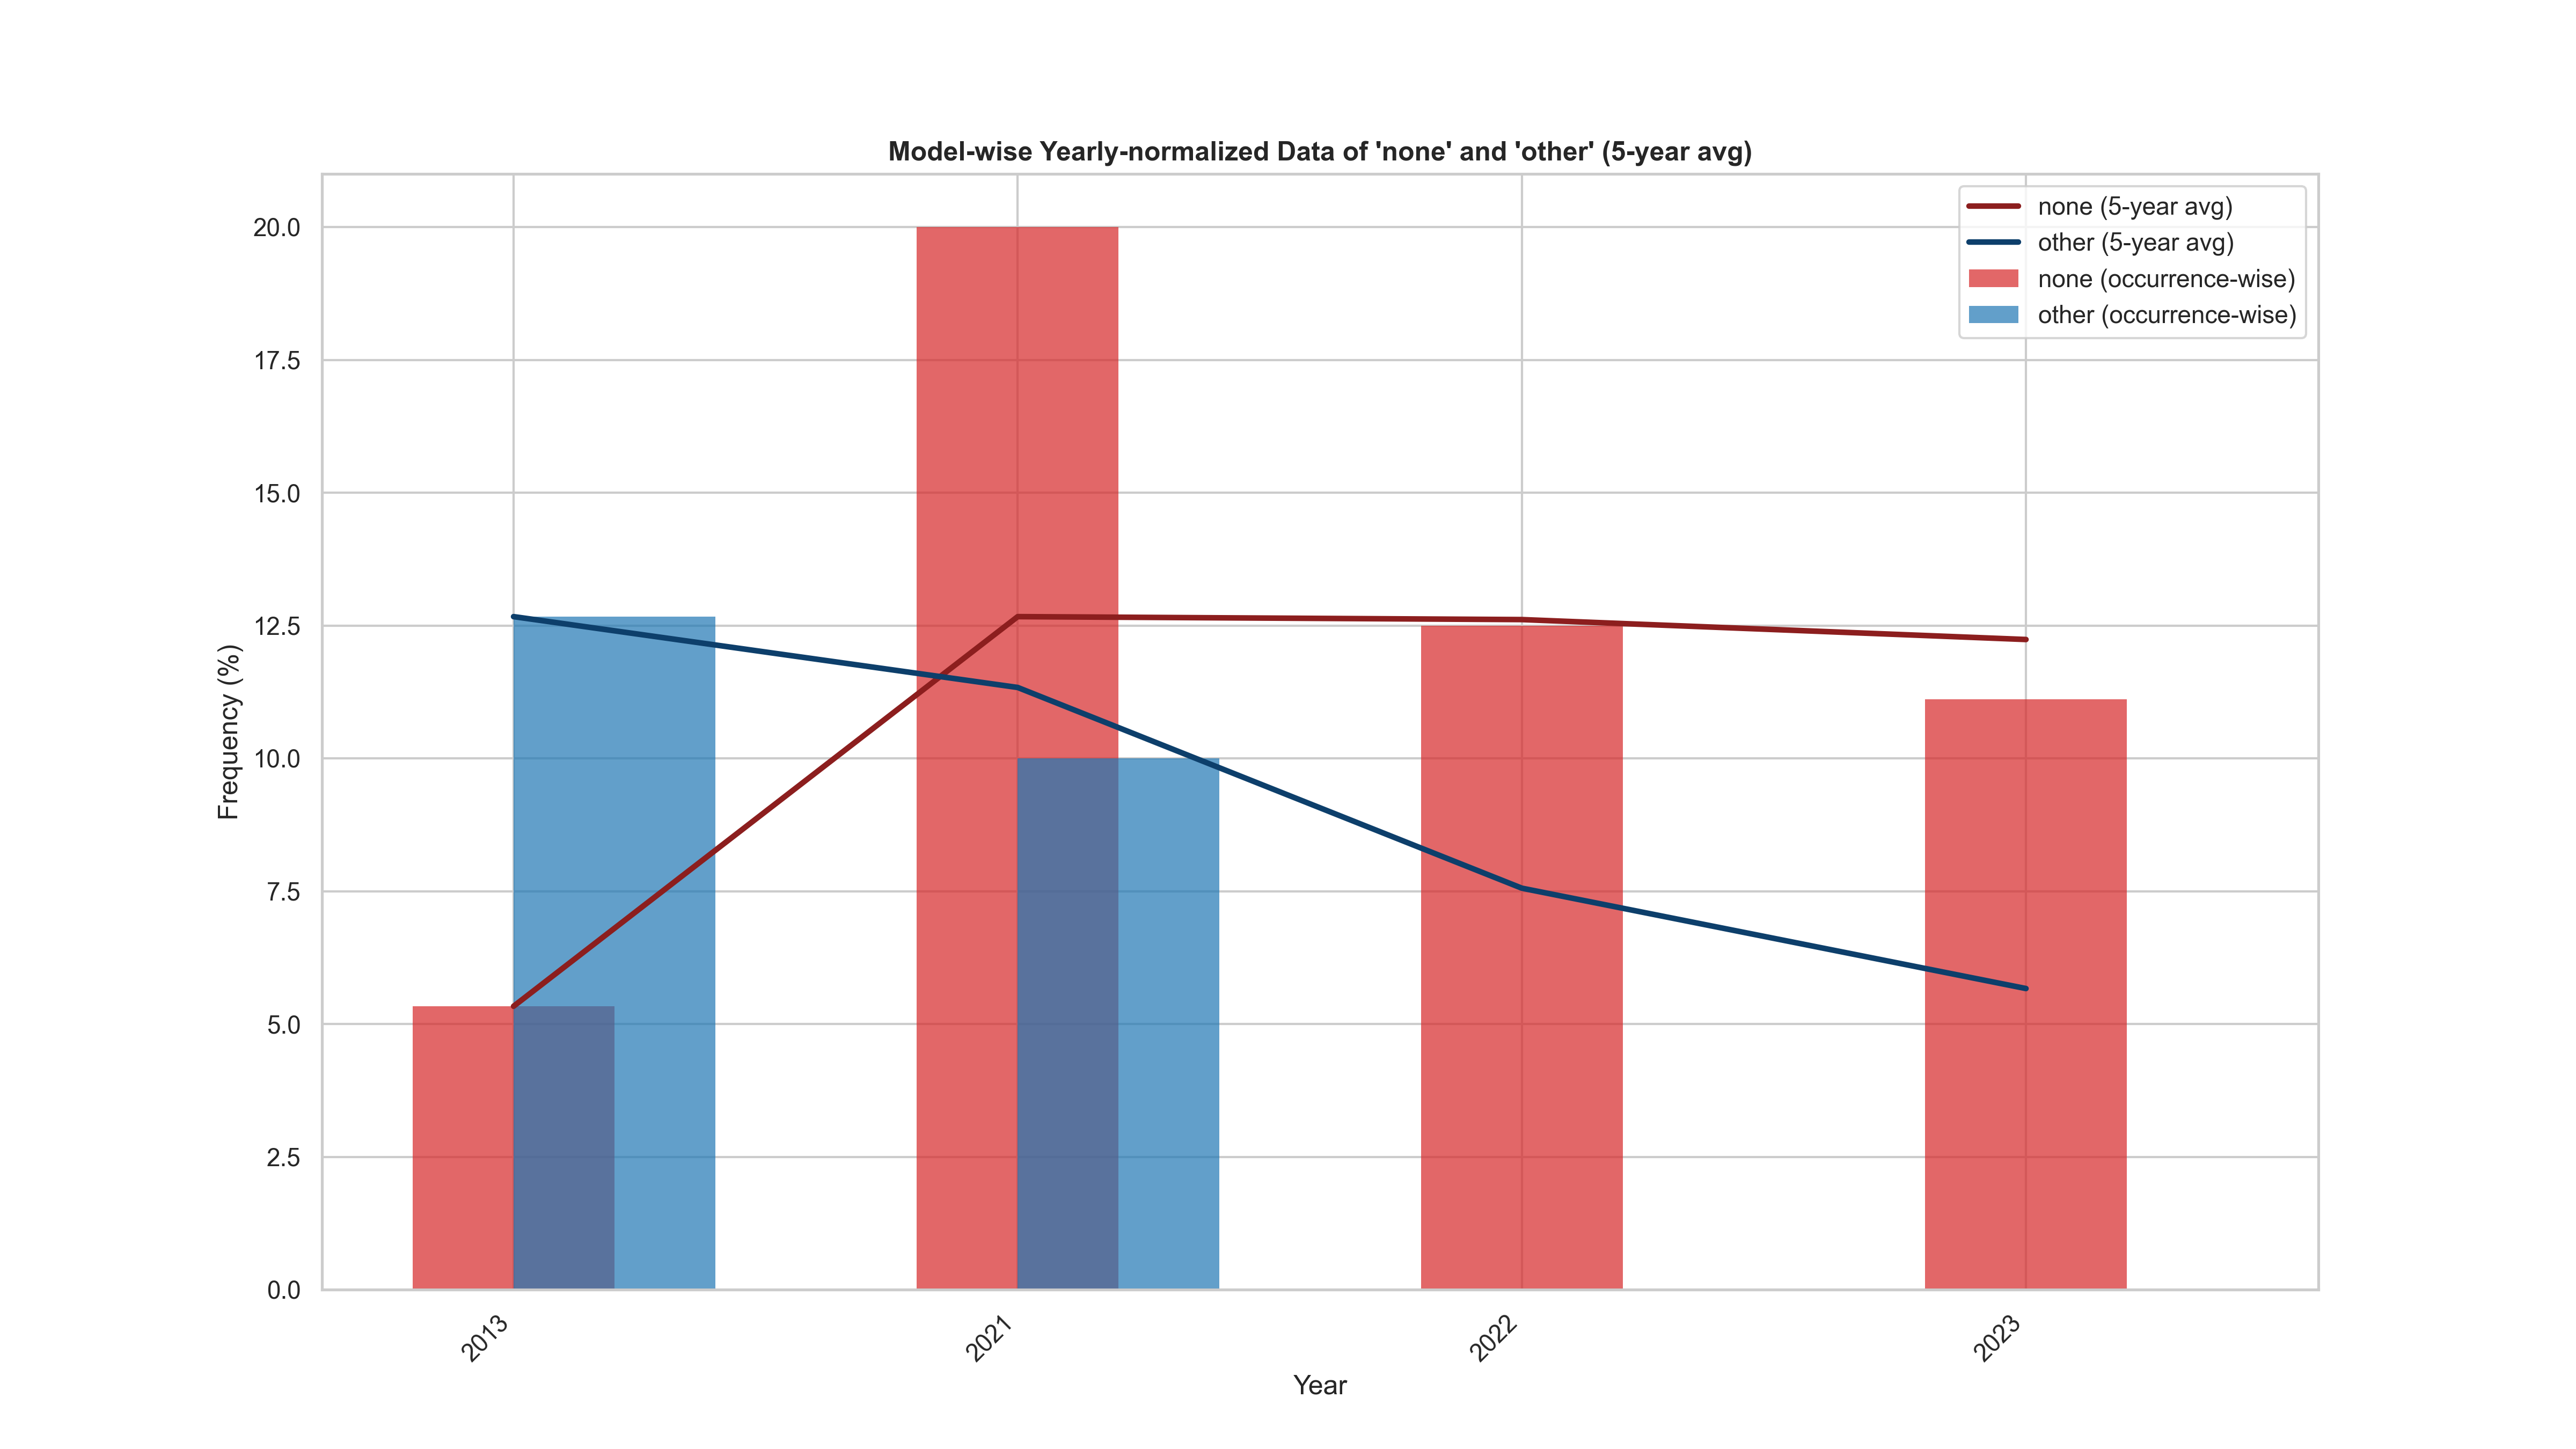 Model-wise Yearly-normalized Data of 'none' and 'other' (5-year avg)
none (5-year avg)
other (5-year avg)
none (occurrence-wise)
other (occurrence-wise)
Frequency (%)
20.0
17.5
15.0
12.5
10.0
7.5
5.0
2.5
0.0
2013
2021
2022
2023
Year